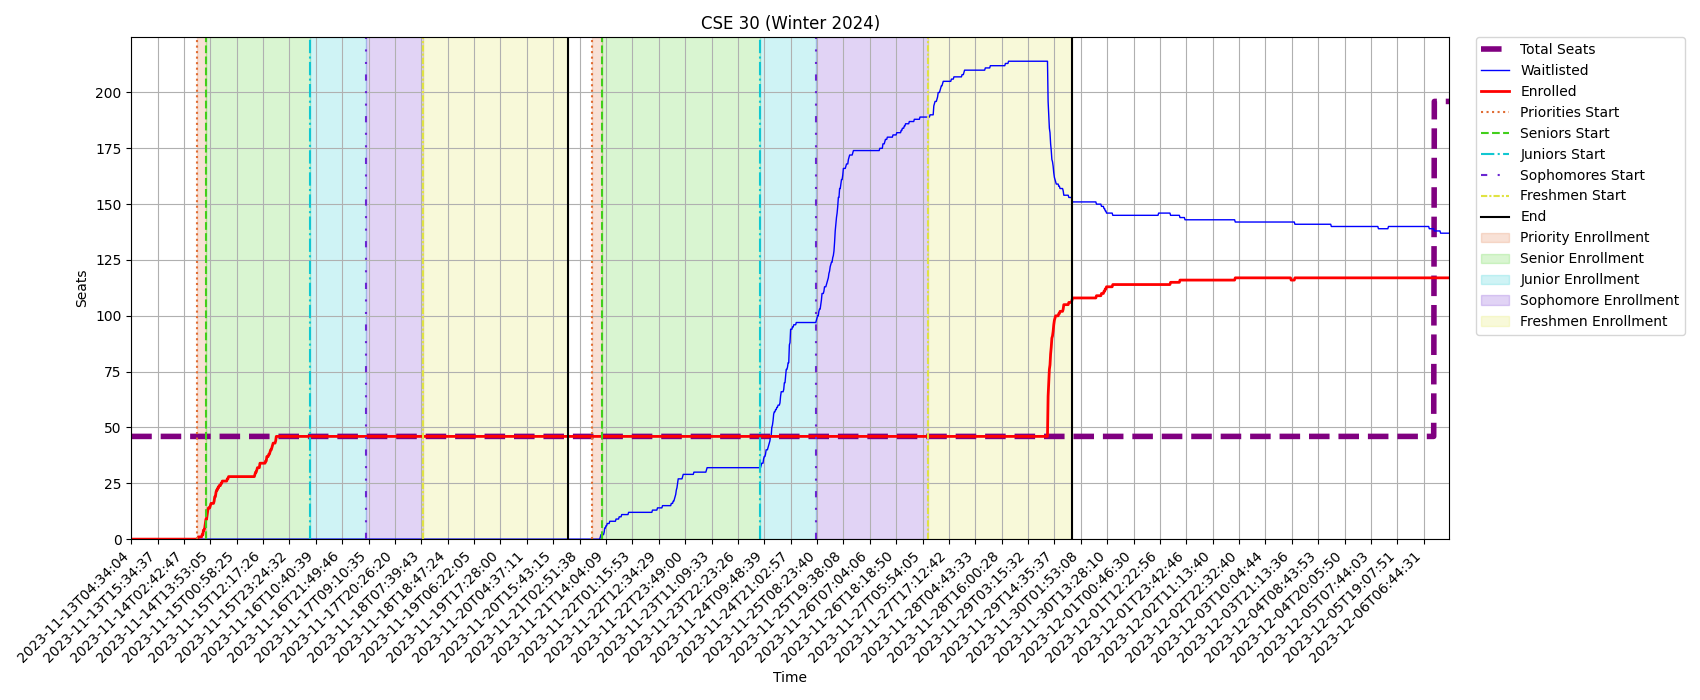 CSE 30 (Winter 2024)
Seats
200
175
150
125
100
75
50
25
0
2023-11-13T04:34:04
2023-11-13T15:34:37
2023-11-14T02:42:47
2023-11-14T13:53:05
2023-11-15T00:58:25
2023-11-15T12:17:26
2023-11-15T23:24:32
2023-11-16T10:40:39
2023-11-16T21:49:46
2023-11-17T09:10:35
2023-11-17T20:26:20
2023-11-18T07:39:43
2023-11-18T18:47:24
2023-11-19T06:22:05
2023-11-19T17:28:00
2023-11-20T04:37:11
2023-11-20T15:43:15
2023-11-21T02:51:38
2023-11-21T14:04:09
2023-11-22T01:15:53
2023-11-22T12:34:29
2023-11-22T23:49:00
2023-11-23T11:09:33
2023-11-23T22:23:26
2023-11-24T09:48:35
2023-11-24T21:02:57
2023-11-25T08:23:40
2023-11-25T19:38:08
2023-11-26T07:04:06
2023-11-26T18:18:50
2023-11-27T05:54:05
2023-11-27T17:12:42
2023-11-28T04:43:33
2023-11-28T16:00:28
2023-11-29T03:15:32
2023-11-29T14:35:37
2023-11-30T01:53:08
2023-11-30T13:28:10
2023-12-01T00:46:30
2023-12-01T12:22:56
2023-12-01T23:42:46
2023-12-02T11:13:40
2023-12-02T22:32:40
2023-12-03T10:04:44
2023-12-03T21:13:36
2023-12-04T08:43:53
2023-12-04T20:05:50
2023-12-05T07:44:03
2023-12-05T19:07:51
2023-12-06T06:44:31
Time
Total Seats
Waitlisted
Enrolled
Priorities Start
Seniors Start
Juniors Start
Sophomores Start
Freshmen Start
End
Priority Enrollment
Senior Enrollment
Junior Enrollment
Sophomore Enrollment
Freshmen Enrollment